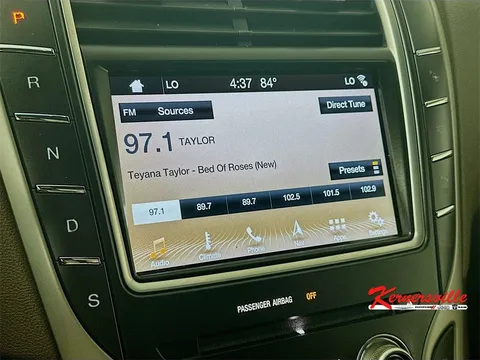 P
R
N
D
S
LO 4:37 84° LO
FM Sources
Direct Tune
97.1 TAYLOR
Teyana Taylor - Bed Of Roses (New)
Presets
97.1 89.7 89.7 102.5 101.5 102.9
Audio Climate Phone Nav Apps Settings
PASSENGER AIRBAG OFF
Kernersville